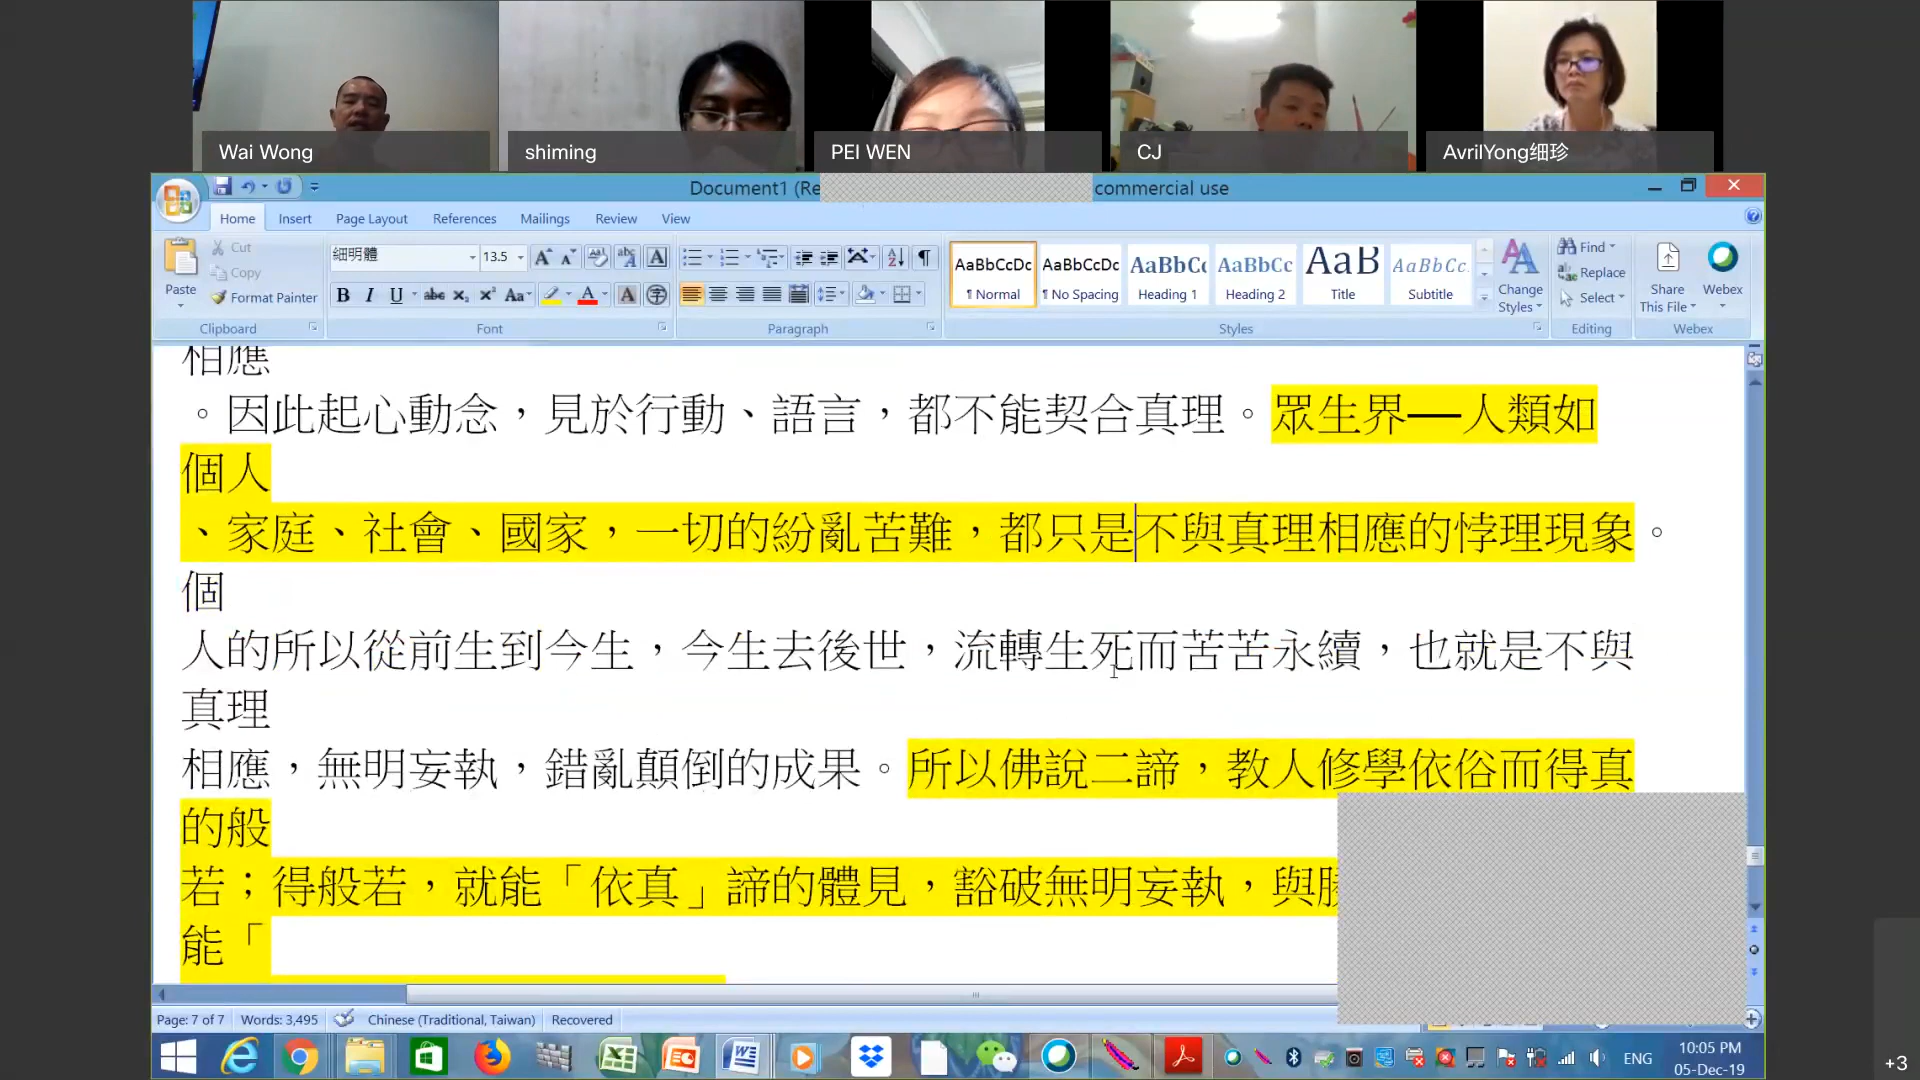 Wai Wong
shiming
PEI WEN
CJ
AvrilYong细珍
Document1 (Re
commercial use
Home
Insert
Page Layout
References
Mailings
Review
View
Paste
Cut
Copy
Format Painter
Clipboard
細明體
13.5
Font
Paragraph
AaBbCcDc
¶ Normal
AaBbCcDc
¶ No Spacing
AaBbC
Heading 1
AaBbCc
Heading 2
AaB
Title
AaBbCc.
Subtitle
Change
Styles
Styles
Find
Replace
Select
Editing
Share
This File
Webex
Webex
相應
。因此起心動念，見於行動、語言，都不能契合真理。眾生界──人類如
個人
、家庭、社會、國家，一切的紛亂苦難，都只是不與真理相應的悖理現象。
個
人的所以從前生到今生，今生去後世，流轉生死而苦苦永續，也就是不與
真理
相應，無明妄執，錯亂顛倒的成果。所以佛說二諦，教人修學依俗而得真
的般
若；得般若，就能「依真」諦的體見，豁破無明妄執，與
能「
Page: 7 of 7
Words: 3,495
Chinese (Traditional, Taiwan)
Recovered
ENG
10:05 PM
05-Dec-19
+3